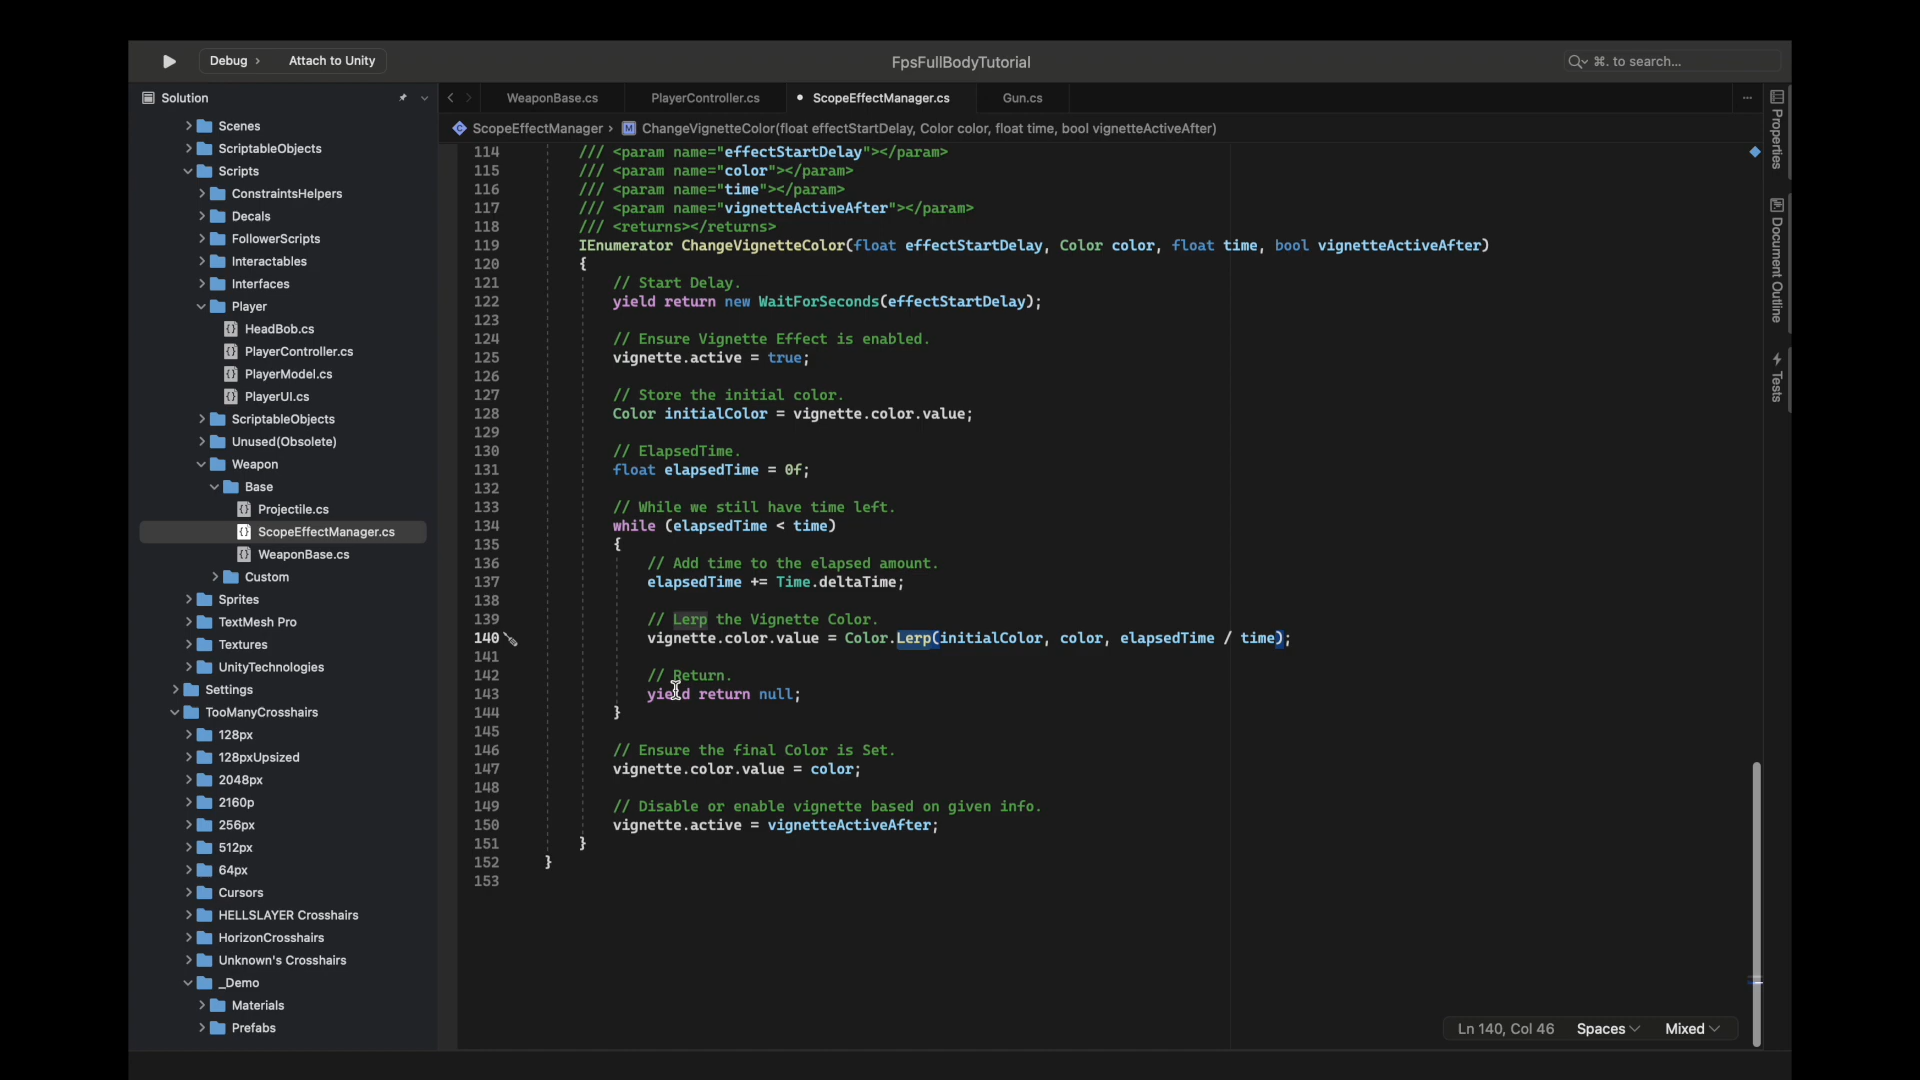 Debug
Attach to Unity
FpsFullBodyTutorial
⌘. to search...
Solution
WeaponBase.cs
PlayerController.cs
ScopeEffectManager.cs
Gun.cs
ScopeEffectManager › M ChangeVignetteColor(float effectStartDelay, Color color, float time, bool vignetteActiveAfter)
Scenes
ScriptableObjects
Scripts
ConstraintsHelpers
Decals
FollowerScripts
Interactables
Interfaces
Player
HeadBob.cs
PlayerController.cs
PlayerModel.cs
PlayerUI.cs
ScriptableObjects
Unused(Obsolete)
Weapon
Base
Projectile.cs
ScopeEffectManager.cs
WeaponBase.cs
Custom
Sprites
TextMesh Pro
Textures
UnityTechnologies
Settings
TooManyCrosshairs
128px
128pxUpsized
2048px
2160p
256px
512px
64px
Cursors
HELLSLAYER Crosshairs
HorizonCrosshairs
Unknown's Crosshairs
_Demo
Materials
Prefabs
114 /// <param name="effectStartDelay"></param>
115 /// <param name="color"></param>
116 /// <param name="time"></param>
117 /// <param name="vignetteActiveAfter"></param>
118 /// <returns></returns>
119 IEnumerator ChangeVignetteColor(float effectStartDelay, Color color, float time, bool vignetteActiveAfter)
120 {
121 // Start Delay.
122 yield return new WaitForSeconds(effectStartDelay);
123
124 // Ensure Vignette Effect is enabled.
125 vignette.active = true;
126
127 // Store the initial color.
128 Color initialColor = vignette.color.value;
129
130 // ElapsedTime.
131 float elapsedTime = 0f;
132
133 // While we still have time left.
134 while (elapsedTime < time)
135 {
136 // Add time to the elapsed amount.
137 elapsedTime += Time.deltaTime;
138
139 // Lerp the Vignette Color.
140 vignette.color.value = Color.Lerp(initialColor, color, elapsedTime / time);
141
142 // Return.
143 yield return null;
144 }
145
146 // Ensure the final Color is Set.
147 vignette.color.value = color;
148
149 // Disable or enable vignette based on given info.
150 vignette.active = vignetteActiveAfter;
151 }
152 }
153
Properties
Document Outline
Tests
Ln 140, Col 46
Spaces
Mixed